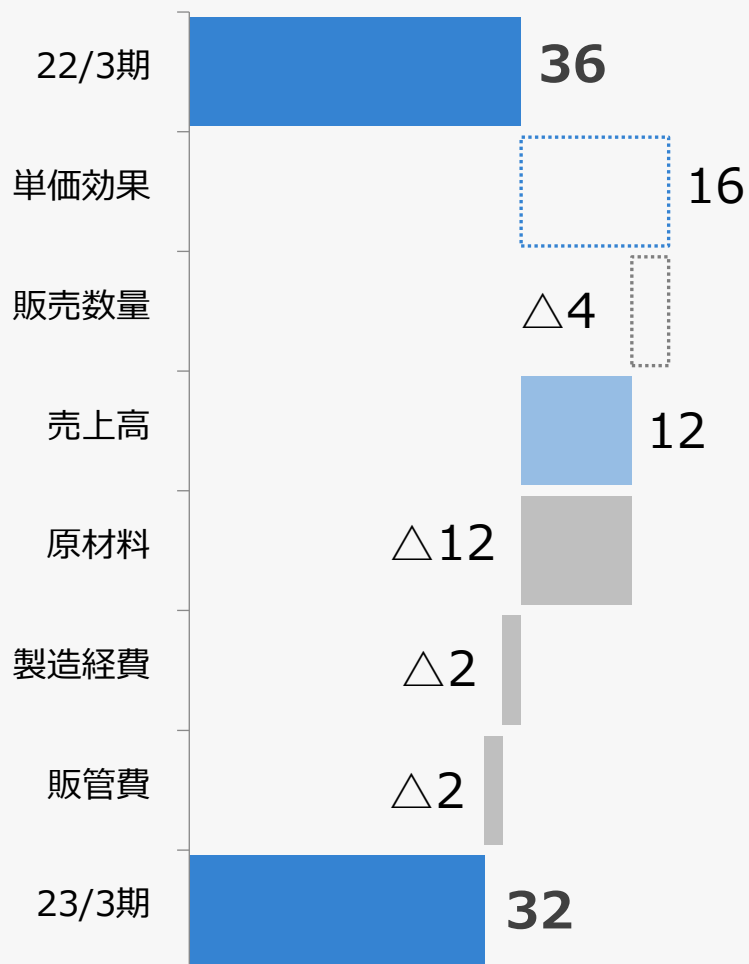 22/3期 36
単価効果 16
販売数量 △4
売上高 12
原材料 △12
製造経費 △2
販管費 △2
23/3期 32